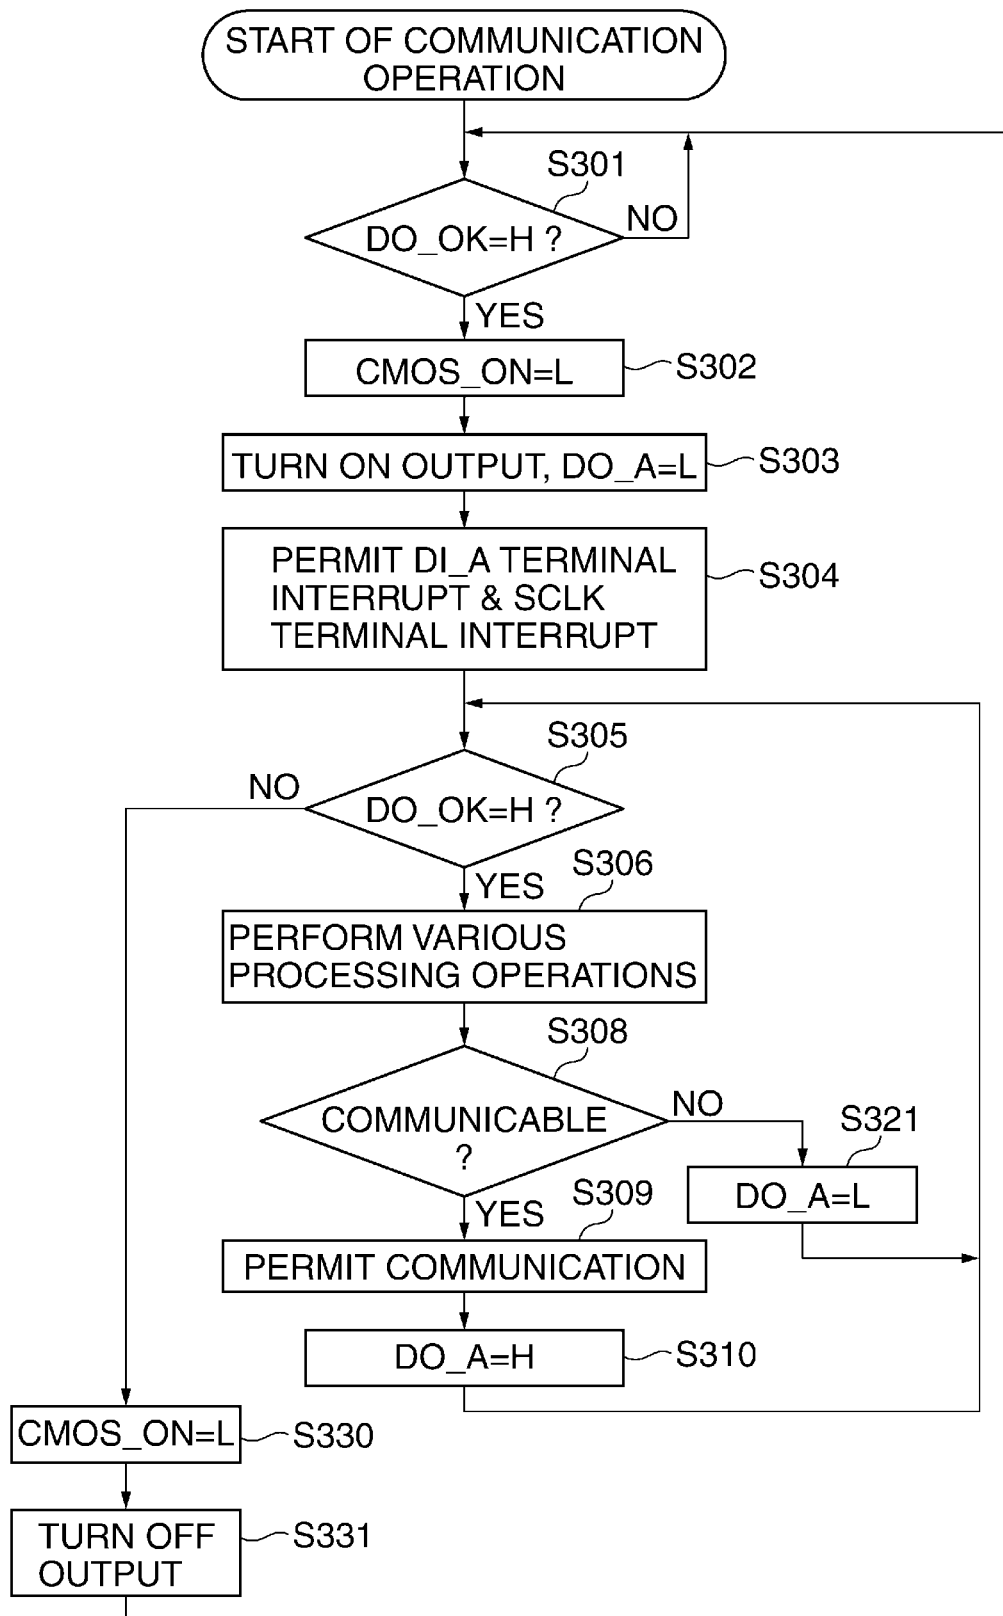 START OF COMMUNICATION
OPERATION
S301
DO_OK=H ?
NO
YES
CMOS_ON=L
S302
TURN ON OUTPUT, DO_A=L
S303
PERMIT DI_A TERMINAL
INTERRUPT & SCLK
TERMINAL INTERRUPT
S304
S305
NO
DO_OK=H ?
YES
S306
PERFORM VARIOUS
PROCESSING OPERATIONS
S308
COMMUNICABLE
?
NO
S321
DO_A=L
YES
S309
PERMIT COMMUNICATION
DO_A=H
S310
CMOS_ON=L
S330
TURN OFF
OUTPUT
S331